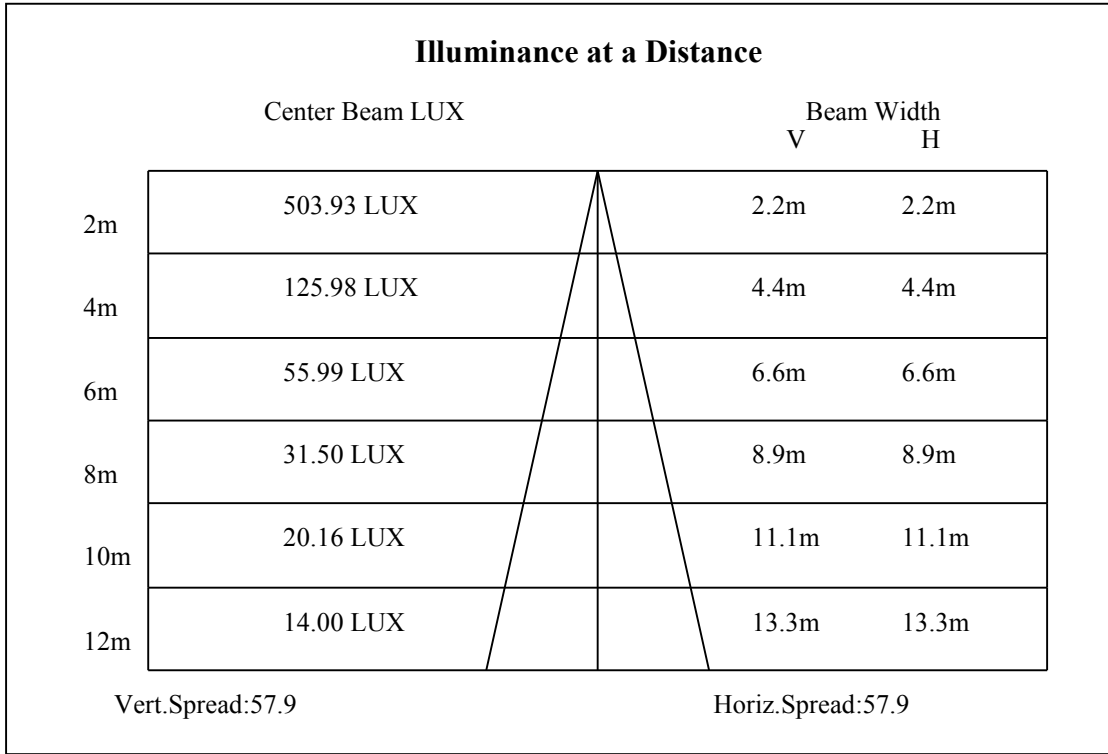 Illuminance at a Distance
Center Beam LUX Beam Width
V H
2m 503.93 LUX 2.2m 2.2m
4m 125.98 LUX 4.4m 4.4m
6m 55.99 LUX 6.6m 6.6m
8m 31.50 LUX 8.9m 8.9m
10m 20.16 LUX 11.1m 11.1m
12m 14.00 LUX 13.3m 13.3m
Vert.Spread:57.9 Horiz.Spread:57.9